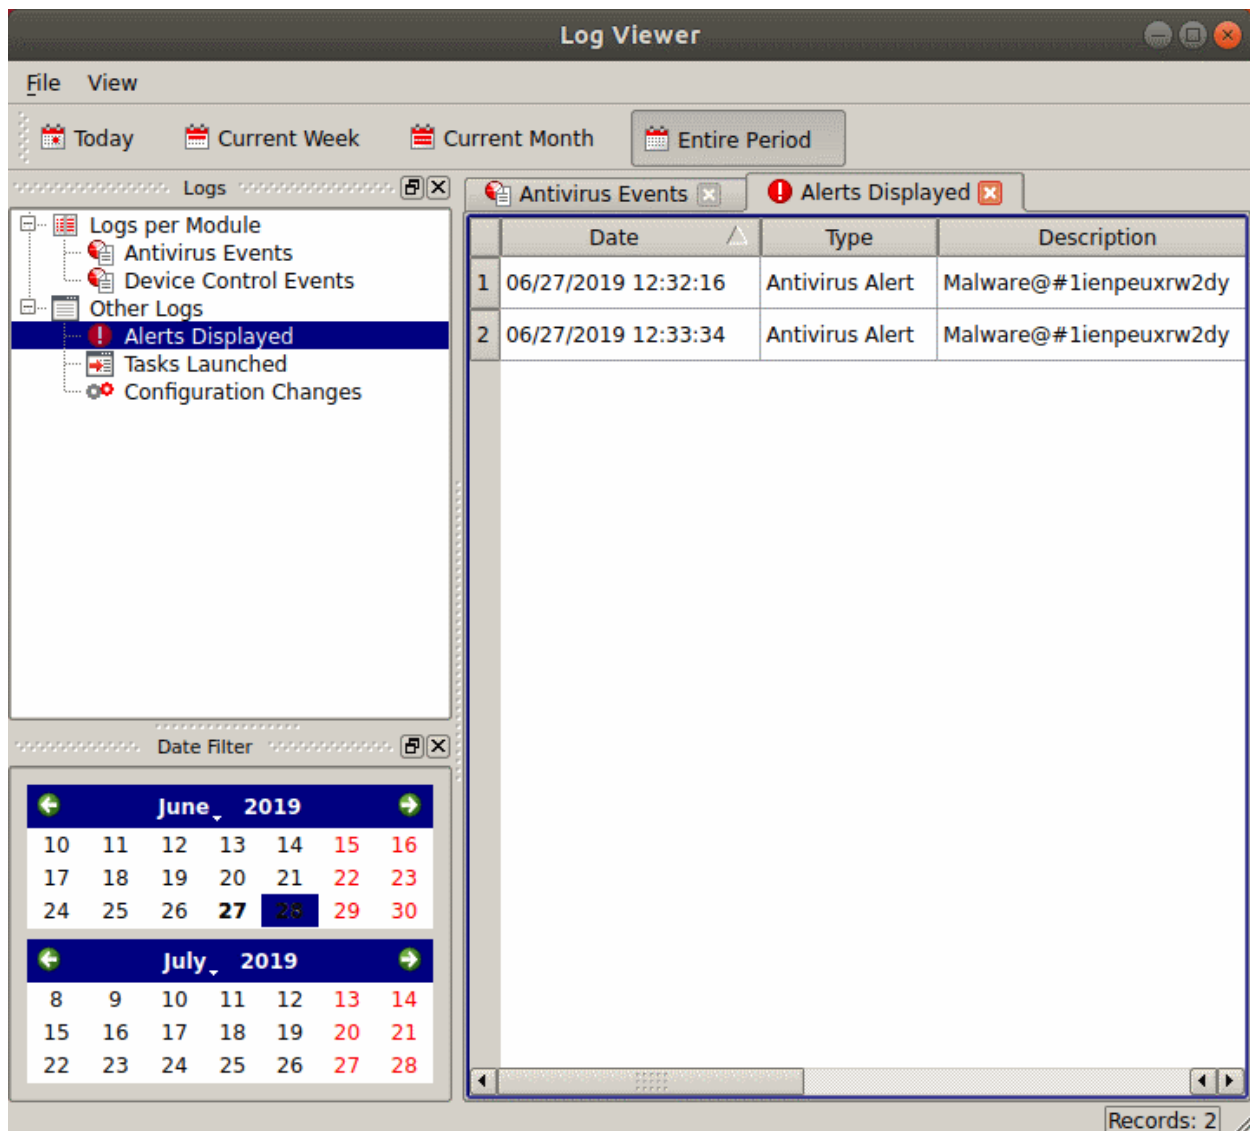 Log Viewer
File View
Today Current Week Current Month Entire Period
Logs
Logs per Module
Antivirus Events
Device Control Events
Other Logs
Alerts Displayed
Tasks Launched
Configuration Changes
Antivirus Events Alerts Displayed
Date Type Description
1 06/27/2019 12:32:16 Antivirus Alert Malware@#1ienpeuxrw2dy
2 06/27/2019 12:33:34 Antivirus Alert Malware@#1ienpeuxrw2dy
Date Filter
June 2019
10 11 12 13 14 15 16
17 18 19 20 21 22 23
24 25 26 27 28 29 30
July 2019
8 9 10 11 12 13 14
15 16 17 18 19 20 21
22 23 24 25 26 27 28
Records: 2